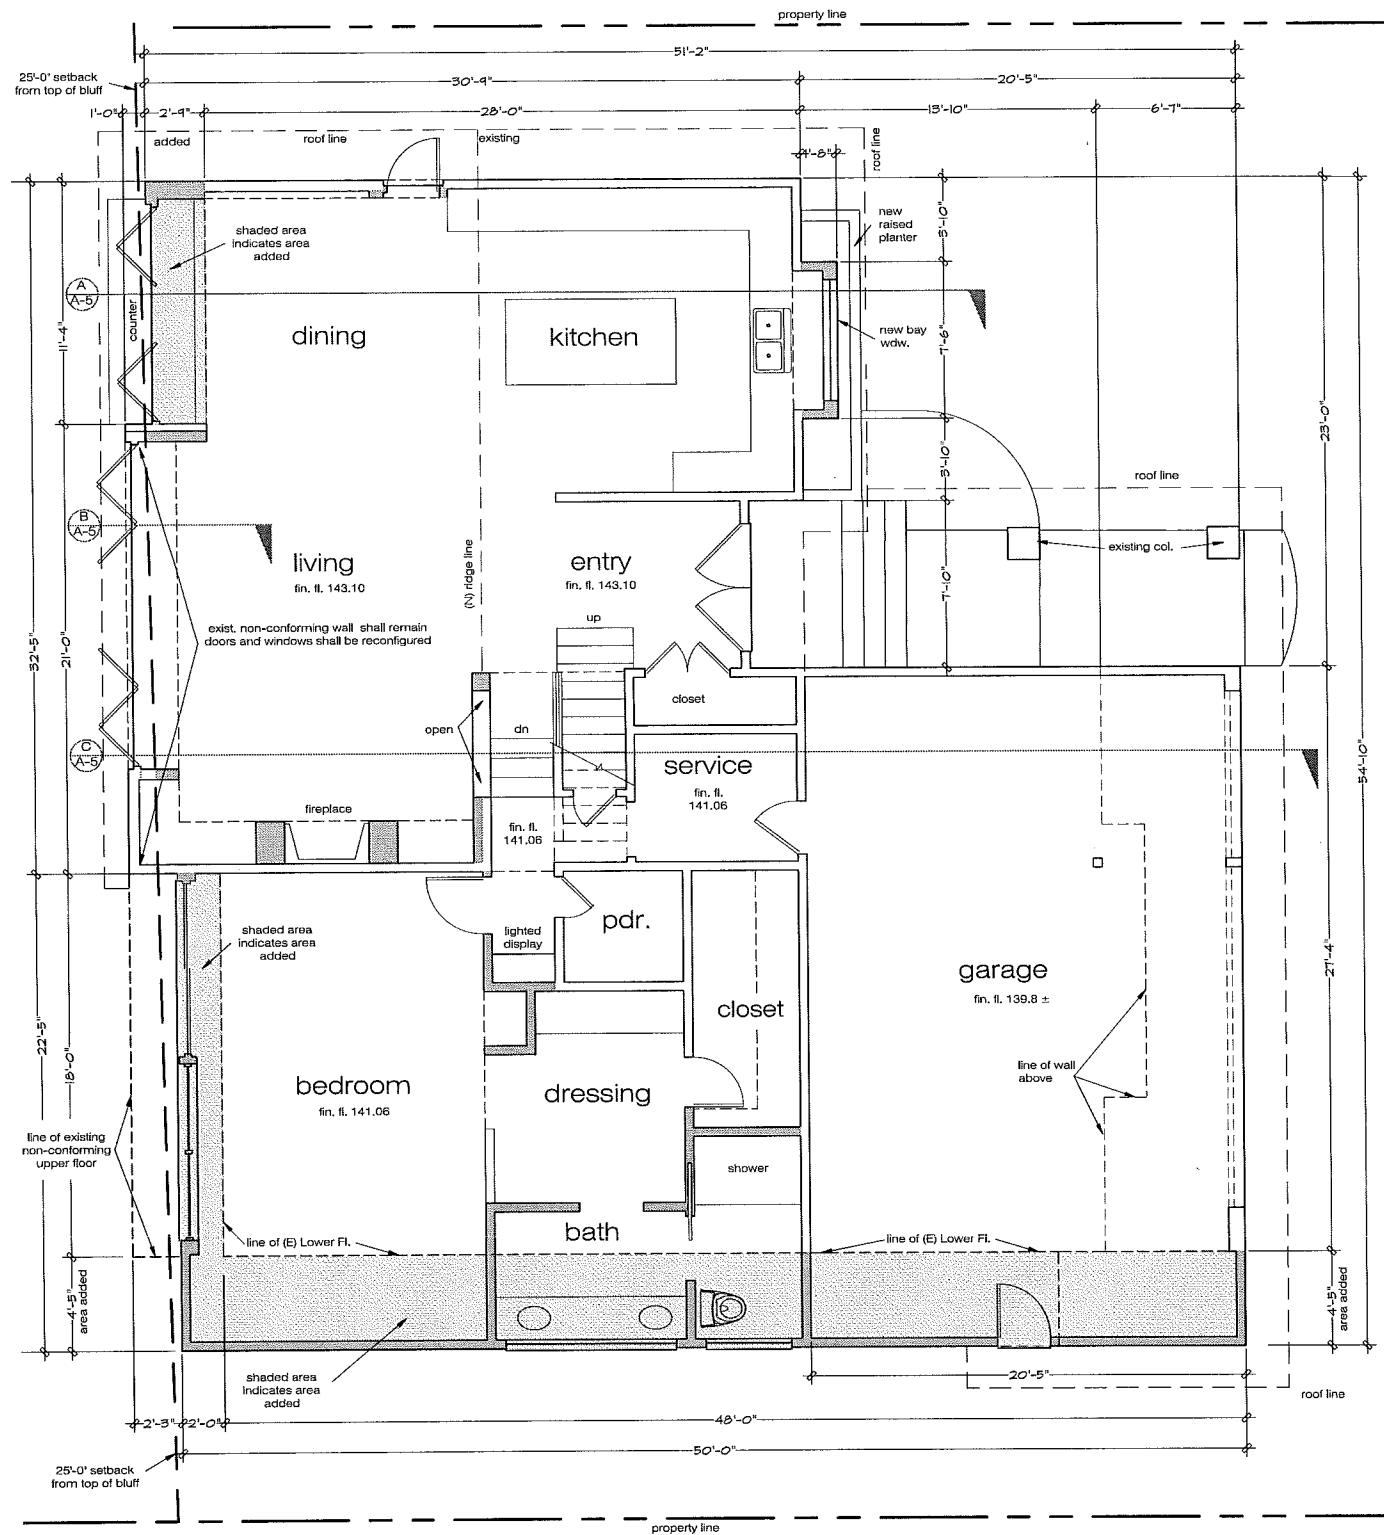 property line
51'-2"
25'-0" setback
from top of bluff
30'-9"
20'-5"
1'-0"
2'-9"
28'-0"
13'-10"
6'-7"
added
roof line
existing
roof line
new
raised
planter
5'-10"
shaded area
indicates area
added
A
A-5
counter
11'-4"
dining
kitchen
new bay
wdw.
7'-6"
23'-0"
3'-10"
roof line
B
A-5
living
fin. fl. 143.10
(N) ridge line
entry
fin. fl. 143.10
existing col.
7'-10"
up
exist. non-conforming wall shall remain
doors and windows shall be reconfigured
32'-5"
21'-0"
closet
open
dn
C
A-5
service
fin. fl.
141.06
54'-10"
fireplace
fin. fl.
141.06
pdr.
lighted
display
shaded area
indicates area
added
garage
fin. fl. 139.8 ±
27'-4"
closet
22'-5"
18'-0"
bedroom
fin. fl. 141.06
dressing
line of wall
above
line of existing
non-conforming
upper floor
shower
bath
line of (E) Lower Fl.
line of (E) Lower Fl.
4'-5"
area added
4'-5"
area added
shaded area
indicates area
added
20'-5"
roof line
2'-3"
2'-0"
48'-0"
50'-0"
25'-0" setback
from top of bluff
property line